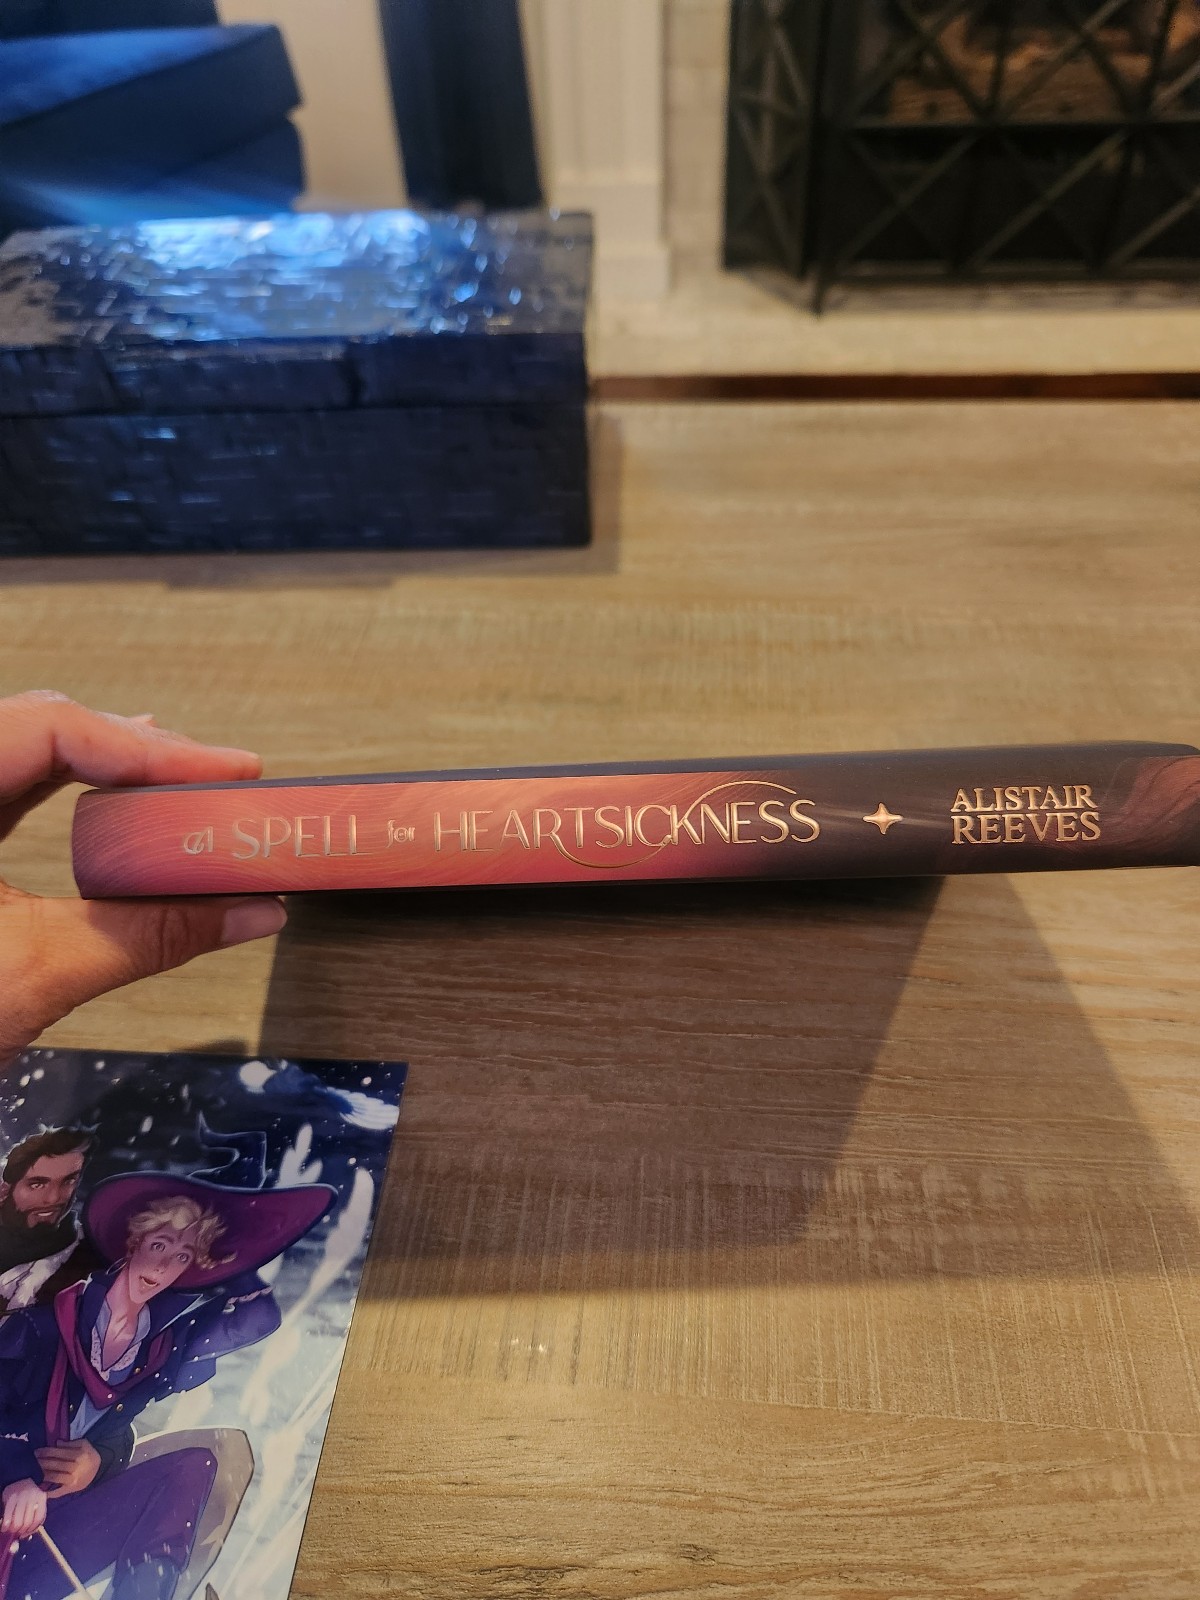 A SPELL for HEARTSICKNESS
ALISTAIR
REEVES